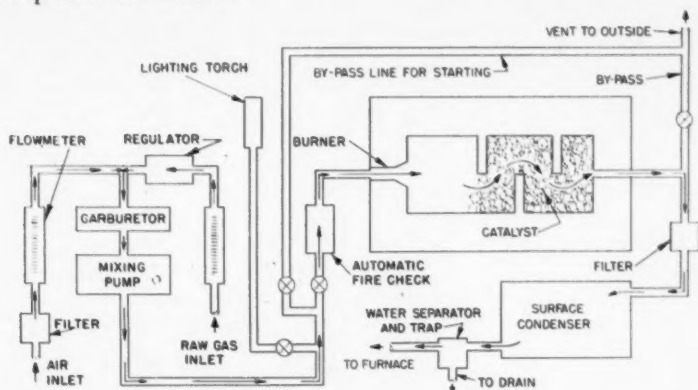 VENT TO OUTSIDE
LIGHTING TORCH
BY-PASS LINE FOR STARTING
BY-PASS
FLOWMETER
REGULATOR
BURNER
CARBURETOR
CATALYST
MIXING
PUMP
AUTOMATIC
FIRE CHECK
FILTER
SURFACE
CONDENSER
WATER SEPARATOR
AND TRAP
FILTER
RAW GAS
INLET
TO FURNACE
AIR
INLET
TO DRAIN